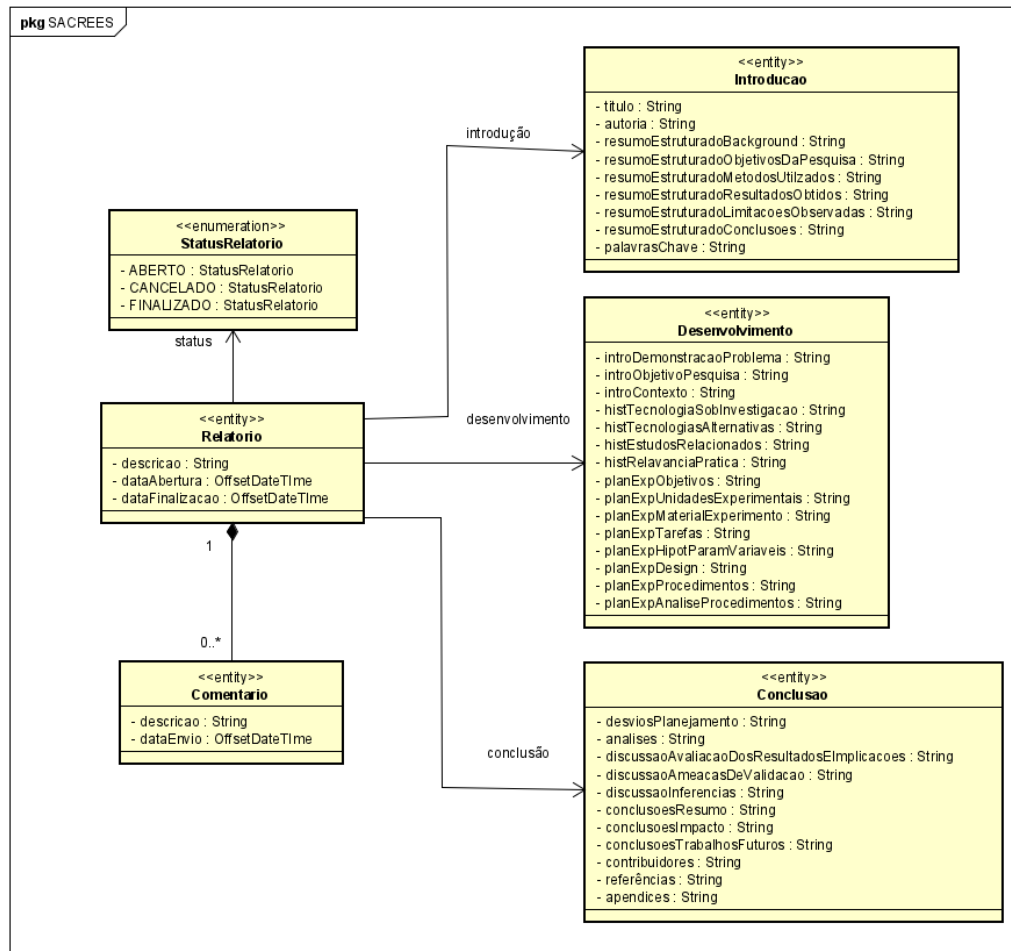 pkg SACREES
<<entity>>
Introducao
- titulo : String
- autoria : String
- resumoEstruturadoBackground : String
- resumoEstruturadoObjetivosDaPesquisa : String
- resumoEstruturadoMetodosUtilzados : String
- resumoEstruturadoResultadosObtidos : String
- resumoEstruturadoLimitacoesObservadas : String
- resumoEstruturadoConclusoes : String
- palavrasChave : String
introdução
<<enumeration>>
StatusRelatorio
- ABERTO : StatusRelatorio
- CANCELADO : StatusRelatorio
- FINALIZADO : StatusRelatorio
status
<<entity>>
Desenvolvimento
- introDemonstracaoProblema : String
- introObjetivoPesquisa : String
- introContexto : String
- histTecnologiaSobInvestigacao : String
- histTecnologiasAlternativas : String
- histEstudosRelacionados : String
- histRelavanciaPratica : String
- planExpObjetivos : String
- planExpUnidadesExperimentais : String
- planExpMaterialExperimento : String
- planExpTarefas : String
- planExpHipotParamVariaveis : String
- planExpDesign : String
- planExpProcedimentos : String
- planExpAnaliseProcedimentos : String
desenvolvimento
<<entity>>
Relatorio
- descricao : String
- dataAbertura : OffsetDateTIme
- dataFinalizacao : OffsetDateTIme
1
0..*
<<entity>>
Comentario
- descricao : String
- dataEnvio : OffsetDateTIme
conclusão
<<entity>>
Conclusao
- desviosPlanejamento : String
- analises : String
- discussaoAvaliacaoDosResultadosEImplicacoes : String
- discussaoAmeacasDeValidacao : String
- discussaoInferencias : String
- conclusoesResumo : String
- conclusoesImpacto : String
- conclusoesTrabalhosFuturos : String
- contribuidores : String
- referências : String
- apendices : String